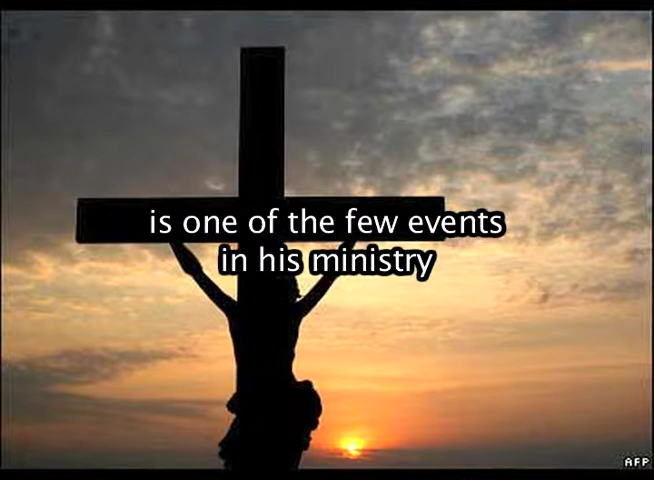 is one of the few events
in his ministry
AFP